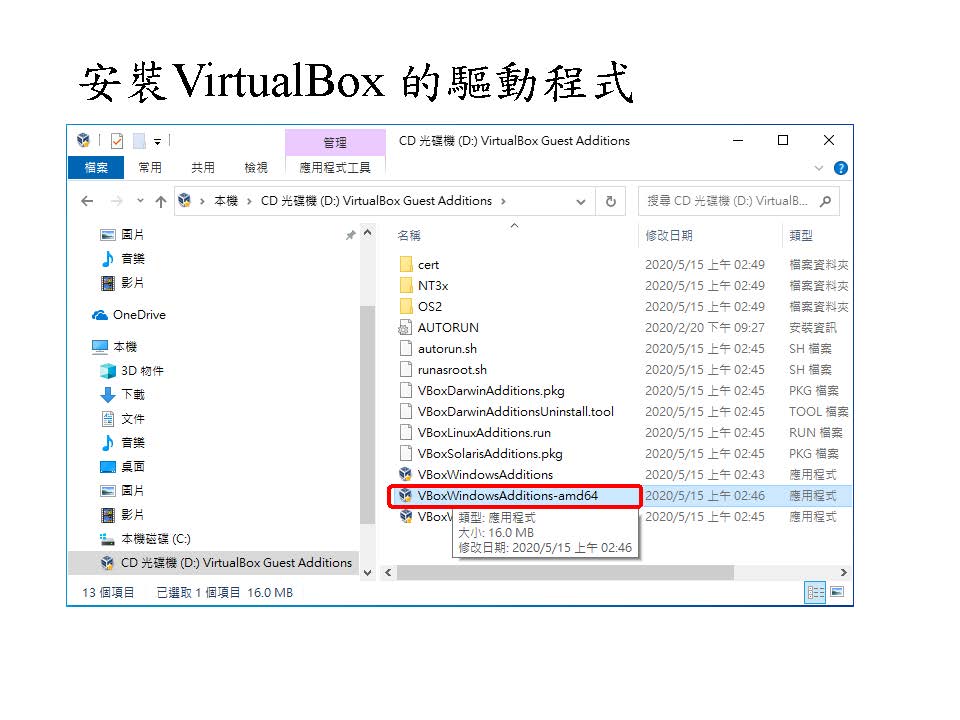 安裝VirtualBox 的驅動程式
管理
CD 光碟機 (D:) VirtualBox Guest Additions
檔案 常用 共用 檢視 應用程式工具
本機 CD 光碟機 (D:) VirtualBox Guest Additions
搜尋 CD 光碟機 (D:) VirtualB...
圖片
音樂
影片
OneDrive
本機
3D 物件
下載
文件
音樂
桌面
圖片
影片
本機磁碟 (C:)
CD 光碟機 (D:) VirtualBox Guest Additions
名稱 修改日期 類型
cert 2020/5/15 上午 02:49 檔案資料夾
NT3x 2020/5/15 上午 02:49 檔案資料夾
OS2 2020/5/15 上午 02:49 檔案資料夾
AUTORUN 2020/2/20 下午 09:27 安裝資訊
autorun.sh 2020/5/15 上午 02:45 SH 檔案
runasroot.sh 2020/5/15 上午 02:45 SH 檔案
VBoxDarwinAdditions.pkg 2020/5/15 上午 02:45 PKG 檔案
VBoxDarwinAdditionsUninstall.tool 2020/5/15 上午 02:45 TOOL 檔案
VBoxLinuxAdditions.run 2020/5/15 上午 02:45 RUN 檔案
VBoxSolarisAdditions.pkg 2020/5/15 上午 02:45 PKG 檔案
VBoxWindowsAdditions 2020/5/15 上午 02:43 應用程式
VBoxWindowsAdditions-amd64 2020/5/15 上午 02:46 應用程式
2020/5/15 上午 02:45 應用程式
類型: 應用程式
大小: 16.0 MB
修改日期: 2020/5/15 上午 02:46
13 個項目 已選取 1 個項目 16.0 MB